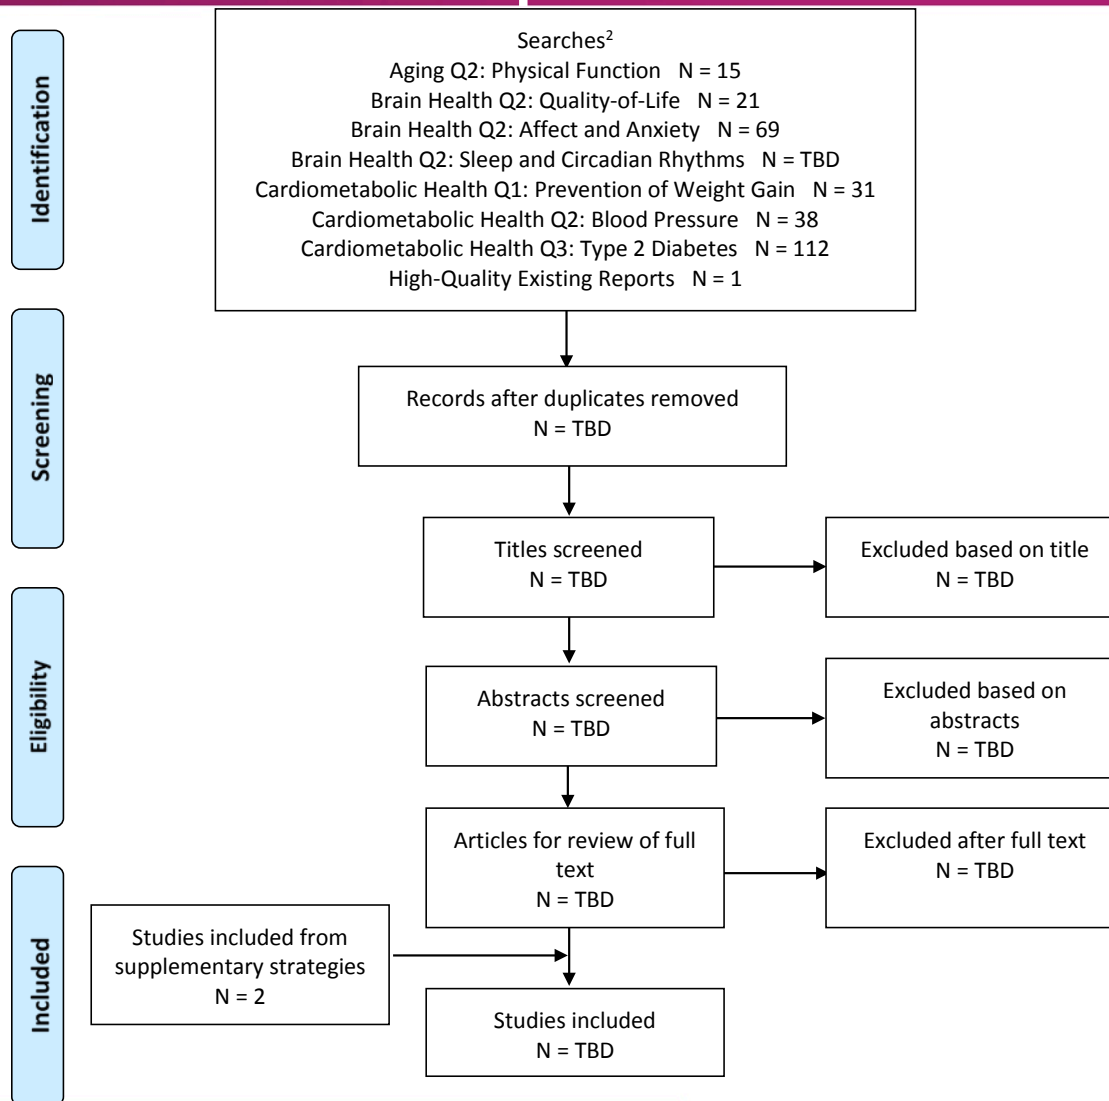 Identification
Searches²
Aging Q2: Physical Function N = 15
Brain Health Q2: Quality-of-Life N = 21
Brain Health Q2: Affect and Anxiety N = 69
Brain Health Q2: Sleep and Circadian Rhythms N = TBD
Cardiometabolic Health Q1: Prevention of Weight Gain N = 31
Cardiometabolic Health Q2: Blood Pressure N = 38
Cardiometabolic Health Q3: Type 2 Diabetes N = 112
High-Quality Existing Reports N = 1
Screening
Records after duplicates removed
N = TBD
Titles screened
N = TBD
Excluded based on title
N = TBD
Eligibility
Abstracts screened
N = TBD
Excluded based on
abstracts
N = TBD
Articles for review of full
text
N = TBD
Excluded after full text
N = TBD
Included
Studies included from
supplementary strategies
N = 2
Studies included
N = TBD